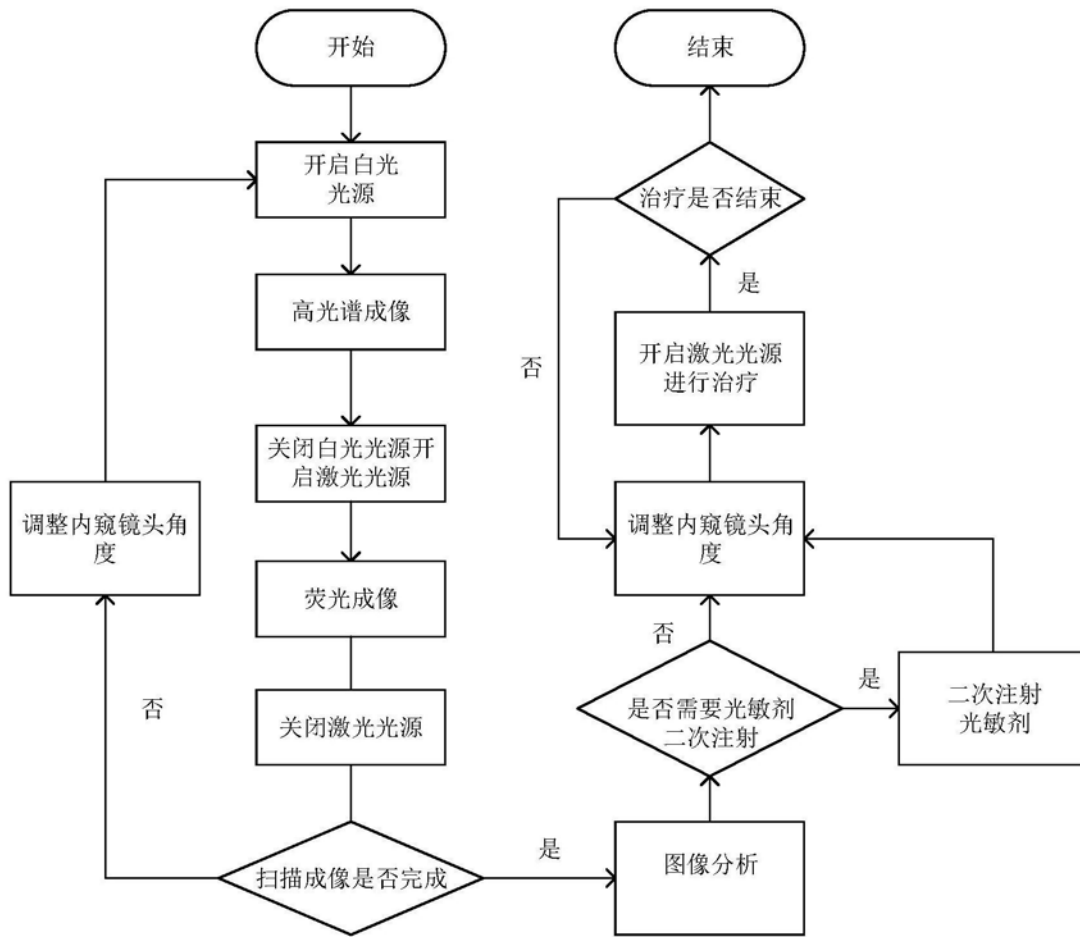 开始
开启白光
光源
高光谱成像
关闭白光光源开
启激光光源
荧光成像
关闭激光光源
扫描成像是否完成
否
调整内窥镜头角
度
是
图像分析
是否需要光敏剂
二次注射
是
二次注射
光敏剂
否
调整内窥镜头角
度
开启激光光源
进行治疗
是
治疗是否结束
否
结束